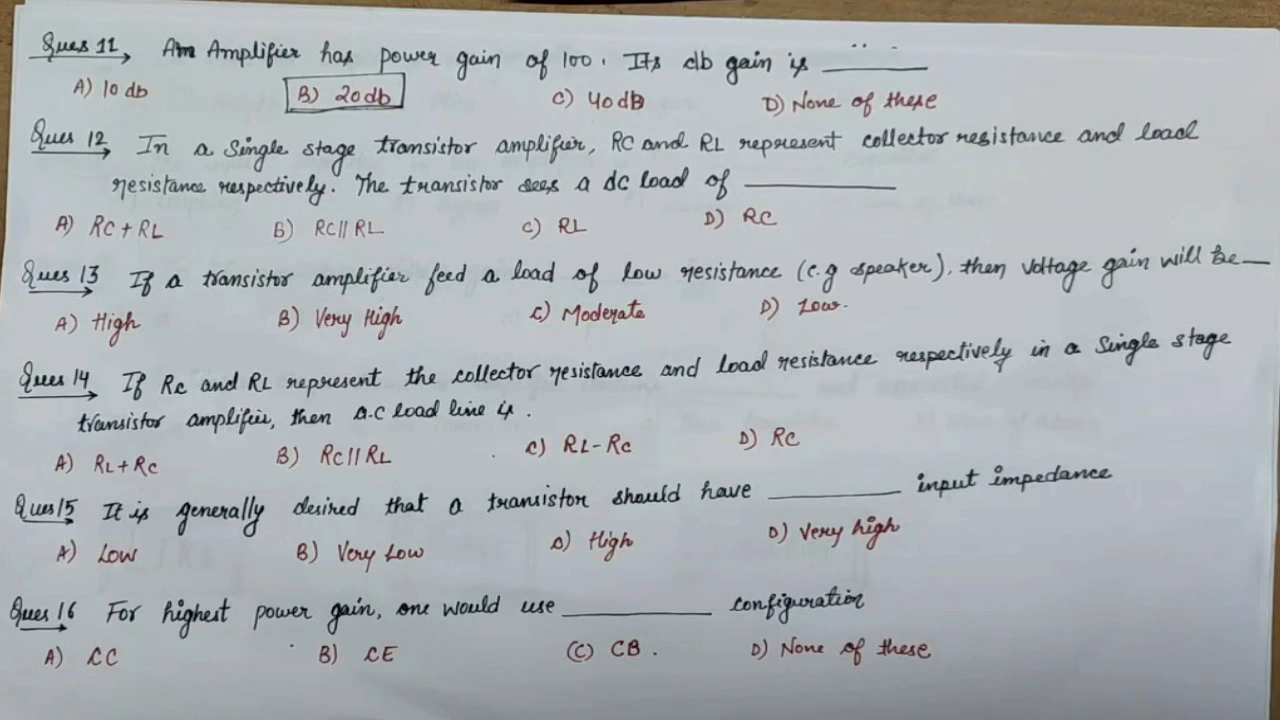 Ques 11 Am Amplifier has power gain of 100. Its db gain is ______
A) 10 db B) 20db C) 40dB D) None of these
Ques 12 In a Single stage transistor amplifier, RC and RL represent collector resistance and load
resistance respectively. The transistor sees a dc load of ______
A) RC + RL B) RC || RL C) RL D) RC
Ques 13 If a transistor amplifier feed a load of low resistance (e.g speaker), then voltage gain will be __
A) High B) Very High C) Moderate D) Low.
Ques 14 If Rc and RL represent the collector resistance and load resistance respectively in a Single stage
transistor amplifier, then a.c load line is.
A) RL + Rc B) Rc || RL C) RL - Rc D) Rc
Ques 15 It is generally desired that a transistor should have ______ input impedance
A) Low B) Very Low C) High D) Very high
Ques 16 For highest power gain, one would use ______ configuration
A) CC B) CE (C) CB . D) None of these